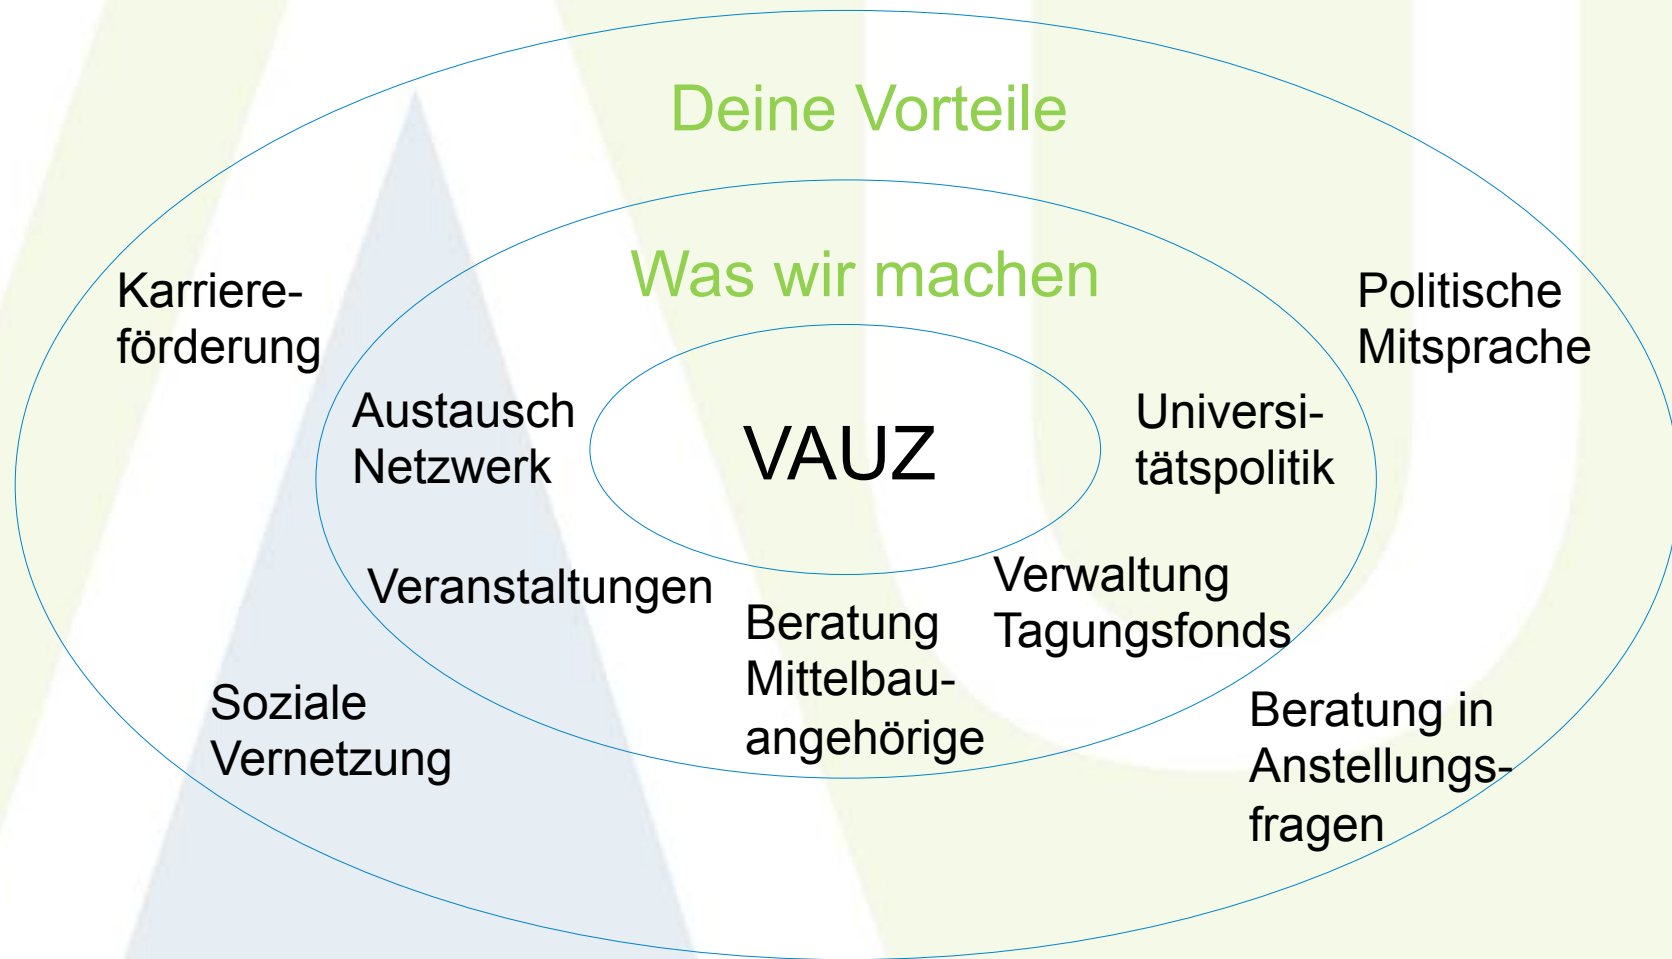 Deine Vorteile
Was wir machen
Karriere-
förderung
Politische
Mitsprache
Austausch
Netzwerk
VAUZ
Universi-
tätspolitik
Veranstaltungen
Beratung
Mittelbau-
angehörige
Verwaltung
Tagungsfonds
Soziale
Vernetzung
Beratung in
Anstellungs-
fragen